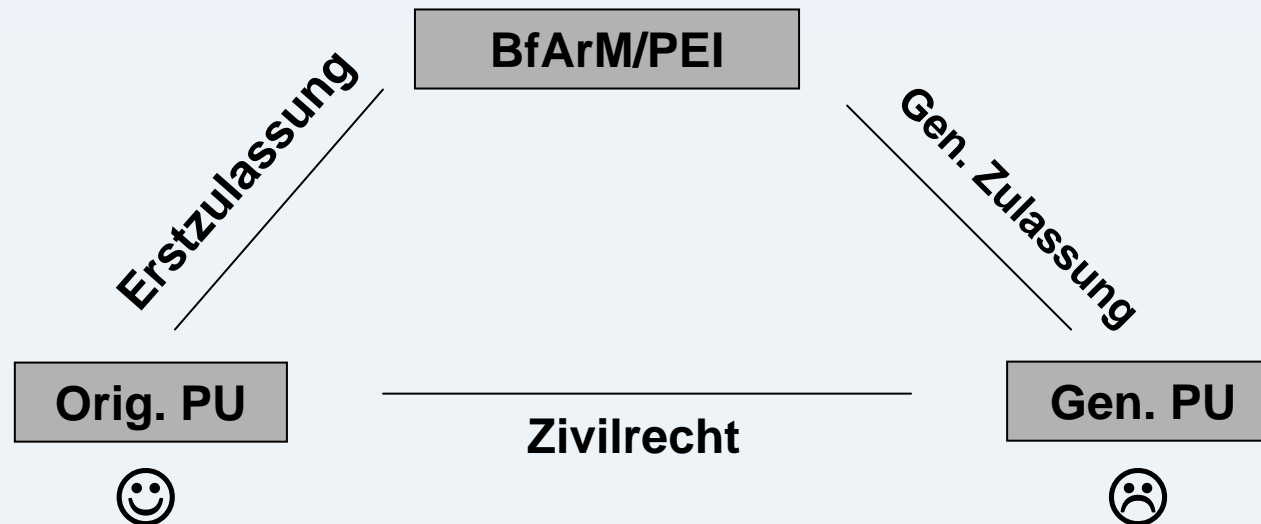 BfArM/PEI
Erstzulassung
Gen. Zulassung
Orig. PU
Gen. PU
Zivilrecht